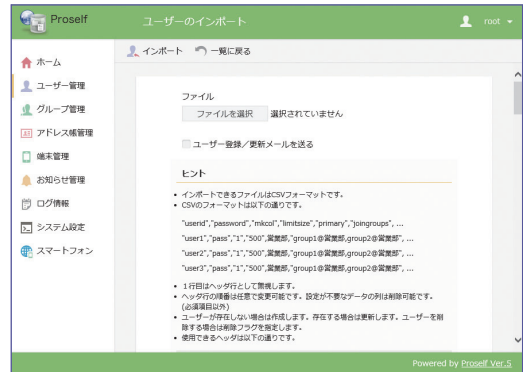 Proself
ユーザーのインポート
root
インポート 一覧に戻る
ホーム
ユーザー管理
グループ管理
アドレス帳管理
端末管理
お知らせ管理
ログ情報
システム設定
スマートフォン
ファイル
ファイルを選択 選択されていません
ユーザー登録／更新メールを送る
ヒント
• インポートできるファイルはCSVフォーマットです。
• CSVのフォーマットは以下の通りです。
"userid","password","mkcol","limitsize","primary","joingroups", ...
"user1","pass","1","500",営業部,"group1@営業部,group2@営業部", ...
"user2","pass","1","500",営業部,"group1@営業部,group2@営業部", ...
"user3","pass","1","500",営業部,"group1@営業部,group2@営業部", ...
• １行目はヘッダ行として無視します。
• ヘッダ行の順番は任意で変更可能です。設定が不要なデータの列は削除可能です。
(必須項目以外)
• ユーザーが存在しない場合は作成します。存在する場合は更新します。ユーザーを削
除する場合は削除フラグを指定します。
• 使用できるヘッダは以下の通りです。
Powered by Proself Ver.5